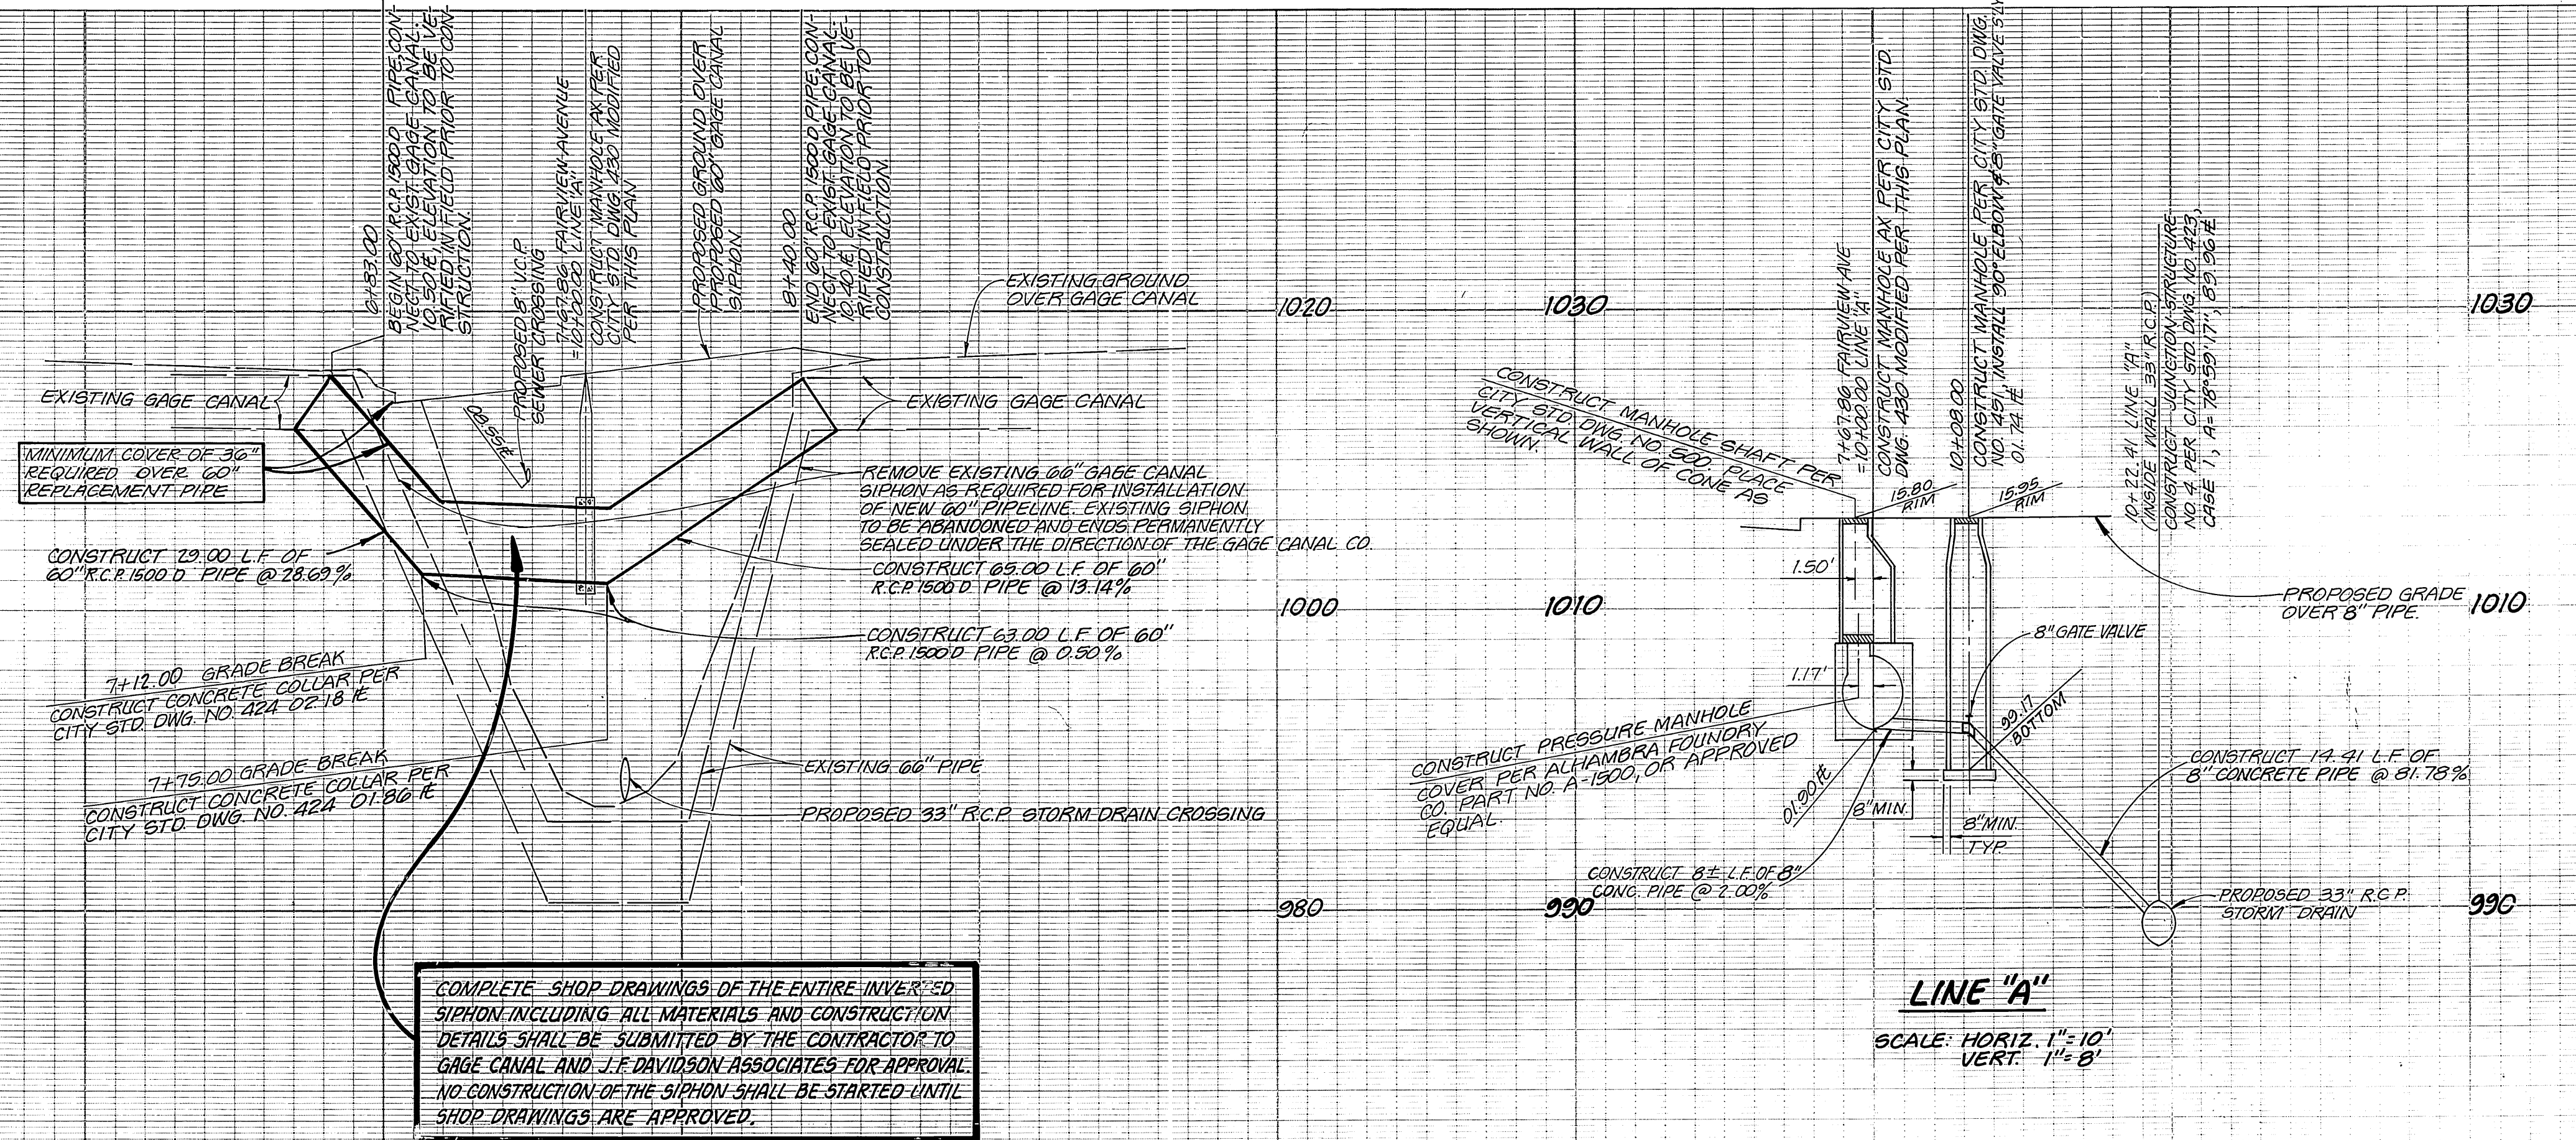 6+83.00
BEGIN 60" R.C.P. 1500 D PIPE, CON-
NECT TO EXIST. GAGE CANAL.
10.50 ℄ ELEVATION TO BE VE-
RIFIED IN FIELD PRIOR TO CON-
STRUCTION.
PROPOSED 8" V.C.P.
SEWER CROSSING
7+67.86 FAIRVIEW AVENUE
=10+00.00 LINE "A"
CONSTRUCT MANHOLE AX PER
CITY STD. DWG. 430 MODIFIED
PER THIS PLAN
PROPOSED GROUND OVER
PROPOSED 60" GAGE CANAL
SIPHON
8+40.00
END 60" R.C.P. 1500 D PIPE, CON-
NECT TO EXIST. GAGE CANAL.
10.40 ℄, ELEVATION TO BE VE-
RIFIED IN FIELD PRIOR TO
CONSTRUCTION.
EXISTING GROUND
OVER GAGE CANAL
1020
EXISTING GAGE CANAL
EXISTING GAGE CANAL
MINIMUM COVER OF 36"
REQUIRED OVER 60"
REPLACEMENT PIPE
REMOVE EXISTING 66" GAGE CANAL
SIPHON AS REQUIRED FOR INSTALLATION
OF NEW 60" PIPELINE. EXISTING SIPHON
TO BE ABANDONED AND ENDS PERMANENTLY
SEALED UNDER THE DIRECTION OF THE GAGE CANAL CO.
CONSTRUCT 29.00 L.F. OF
60" R.C.P. 1500 D PIPE @ 28.69%
CONSTRUCT 65.00 L.F. OF 60"
R.C.P. 1500 D PIPE @ 13.14%
1000
CONSTRUCT 63.00 L.F. OF 60"
R.C.P. 1500 D PIPE @ 0.50%
7+12.00 GRADE BREAK
CONSTRUCT CONCRETE COLLAR PER
CITY STD. DWG. NO. 424 02.18 ℄
7+75.00 GRADE BREAK
CONSTRUCT CONCRETE COLLAR PER
CITY STD. DWG. NO. 424 01.86 ℄
EXISTING 66" PIPE
PROPOSED 33" R.C.P. STORM DRAIN CROSSING
980
COMPLETE SHOP DRAWINGS OF THE ENTIRE INVERTED
SIPHON INCLUDING ALL MATERIALS AND CONSTRUCTION
DETAILS SHALL BE SUBMITTED BY THE CONTRACTOR TO
GAGE CANAL AND J.F. DAVIDSON ASSOCIATES FOR APPROVAL.
NO CONSTRUCTION OF THE SIPHON SHALL BE STARTED UNTIL
SHOP DRAWINGS ARE APPROVED.
1030
1030
CONSTRUCT MANHOLE SHAFT PER
CITY STD. DWG. NO. 500, PLACE
VERTICAL WALL OF CONE AS
SHOWN.
7+67.86 FAIRVIEW AVE
=10+00.00 LINE "A"
CONSTRUCT MANHOLE AX PER CITY STD.
DWG. 430 MODIFIED PER THIS PLAN.
10+08.00
CONSTRUCT MANHOLE PER CITY STD. DWG.
NO. 451, INSTALL 90° ELBOW & 8" GATE VALVE SLY
01.74 ℄
10+22.41 LINE "A"
(INSIDE WALL 33" R.C.P.)
CONSTRUCT JUNCTION STRUCTURE
NO. 4 PER CITY STD. DWG. NO. 423,
CASE 1, A=78°59'17", 89.96 ℄
15.80
RIM
15.95
RIM
1.50'
1010
PROPOSED GRADE
OVER 8" PIPE.
1010
8" GATE VALVE
1.17'
99.17
BOTTOM
CONSTRUCT PRESSURE MANHOLE
COVER PER ALHAMBRA FOUNDRY
CO. PART NO. A-1500, OR APPROVED
EQUAL.
01.90 ℄
8" MIN.
8" MIN.
TYP.
CONSTRUCT 14.41 L.F. OF
8" CONCRETE PIPE @ 81.78%
CONSTRUCT 8± L.F. OF 8"
CONC. PIPE @ 2.00%
990
PROPOSED 33" R.C.P.
STORM DRAIN
990
LINE "A"
SCALE: HORIZ. 1"=10'
VERT. 1"=8'